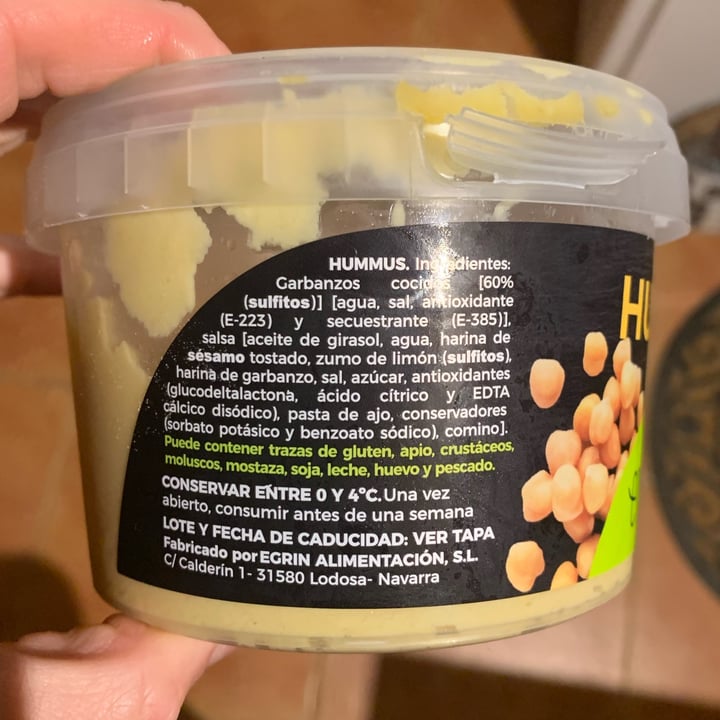 HUMMUS. Ingredientes:
Garbanzos cocidos [60%
(sulfitos)] [agua, sal, antioxidante
(E-223) y secuestrante (E-385)],
salsa [aceite de girasol, agua, harina de
sésamo tostado, zumo de limón (sulfitos),
harina de garbanzo, sal, azúcar, antioxidantes
(glucodeltalactona, ácido cítrico y EDTA
cálcico disódico), pasta de ajo, conservadores
(sorbato potásico y benzoato sódico), comino].
Puede contener trazas de gluten, apio, crustáceos,
moluscos, mostaza, soja, leche, huevo y pescado.
CONSERVAR ENTRE 0 Y 4ºC. Una vez
abierto, consumir antes de una semana
LOTE Y FECHA DE CADUCIDAD: VER TAPA
Fabricado por EGRIN ALIMENTACIÓN, S.L.
C/ Calderín 1 - 31580 Lodosa- Navarra